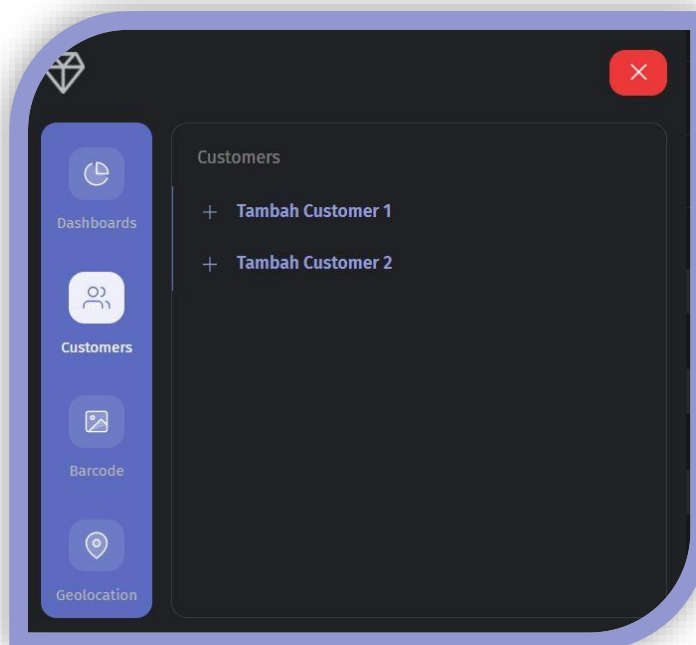 Customers
Tambah Customer 1
Tambah Customer 2
Dashboards
Customers
Barcode
Geolocation